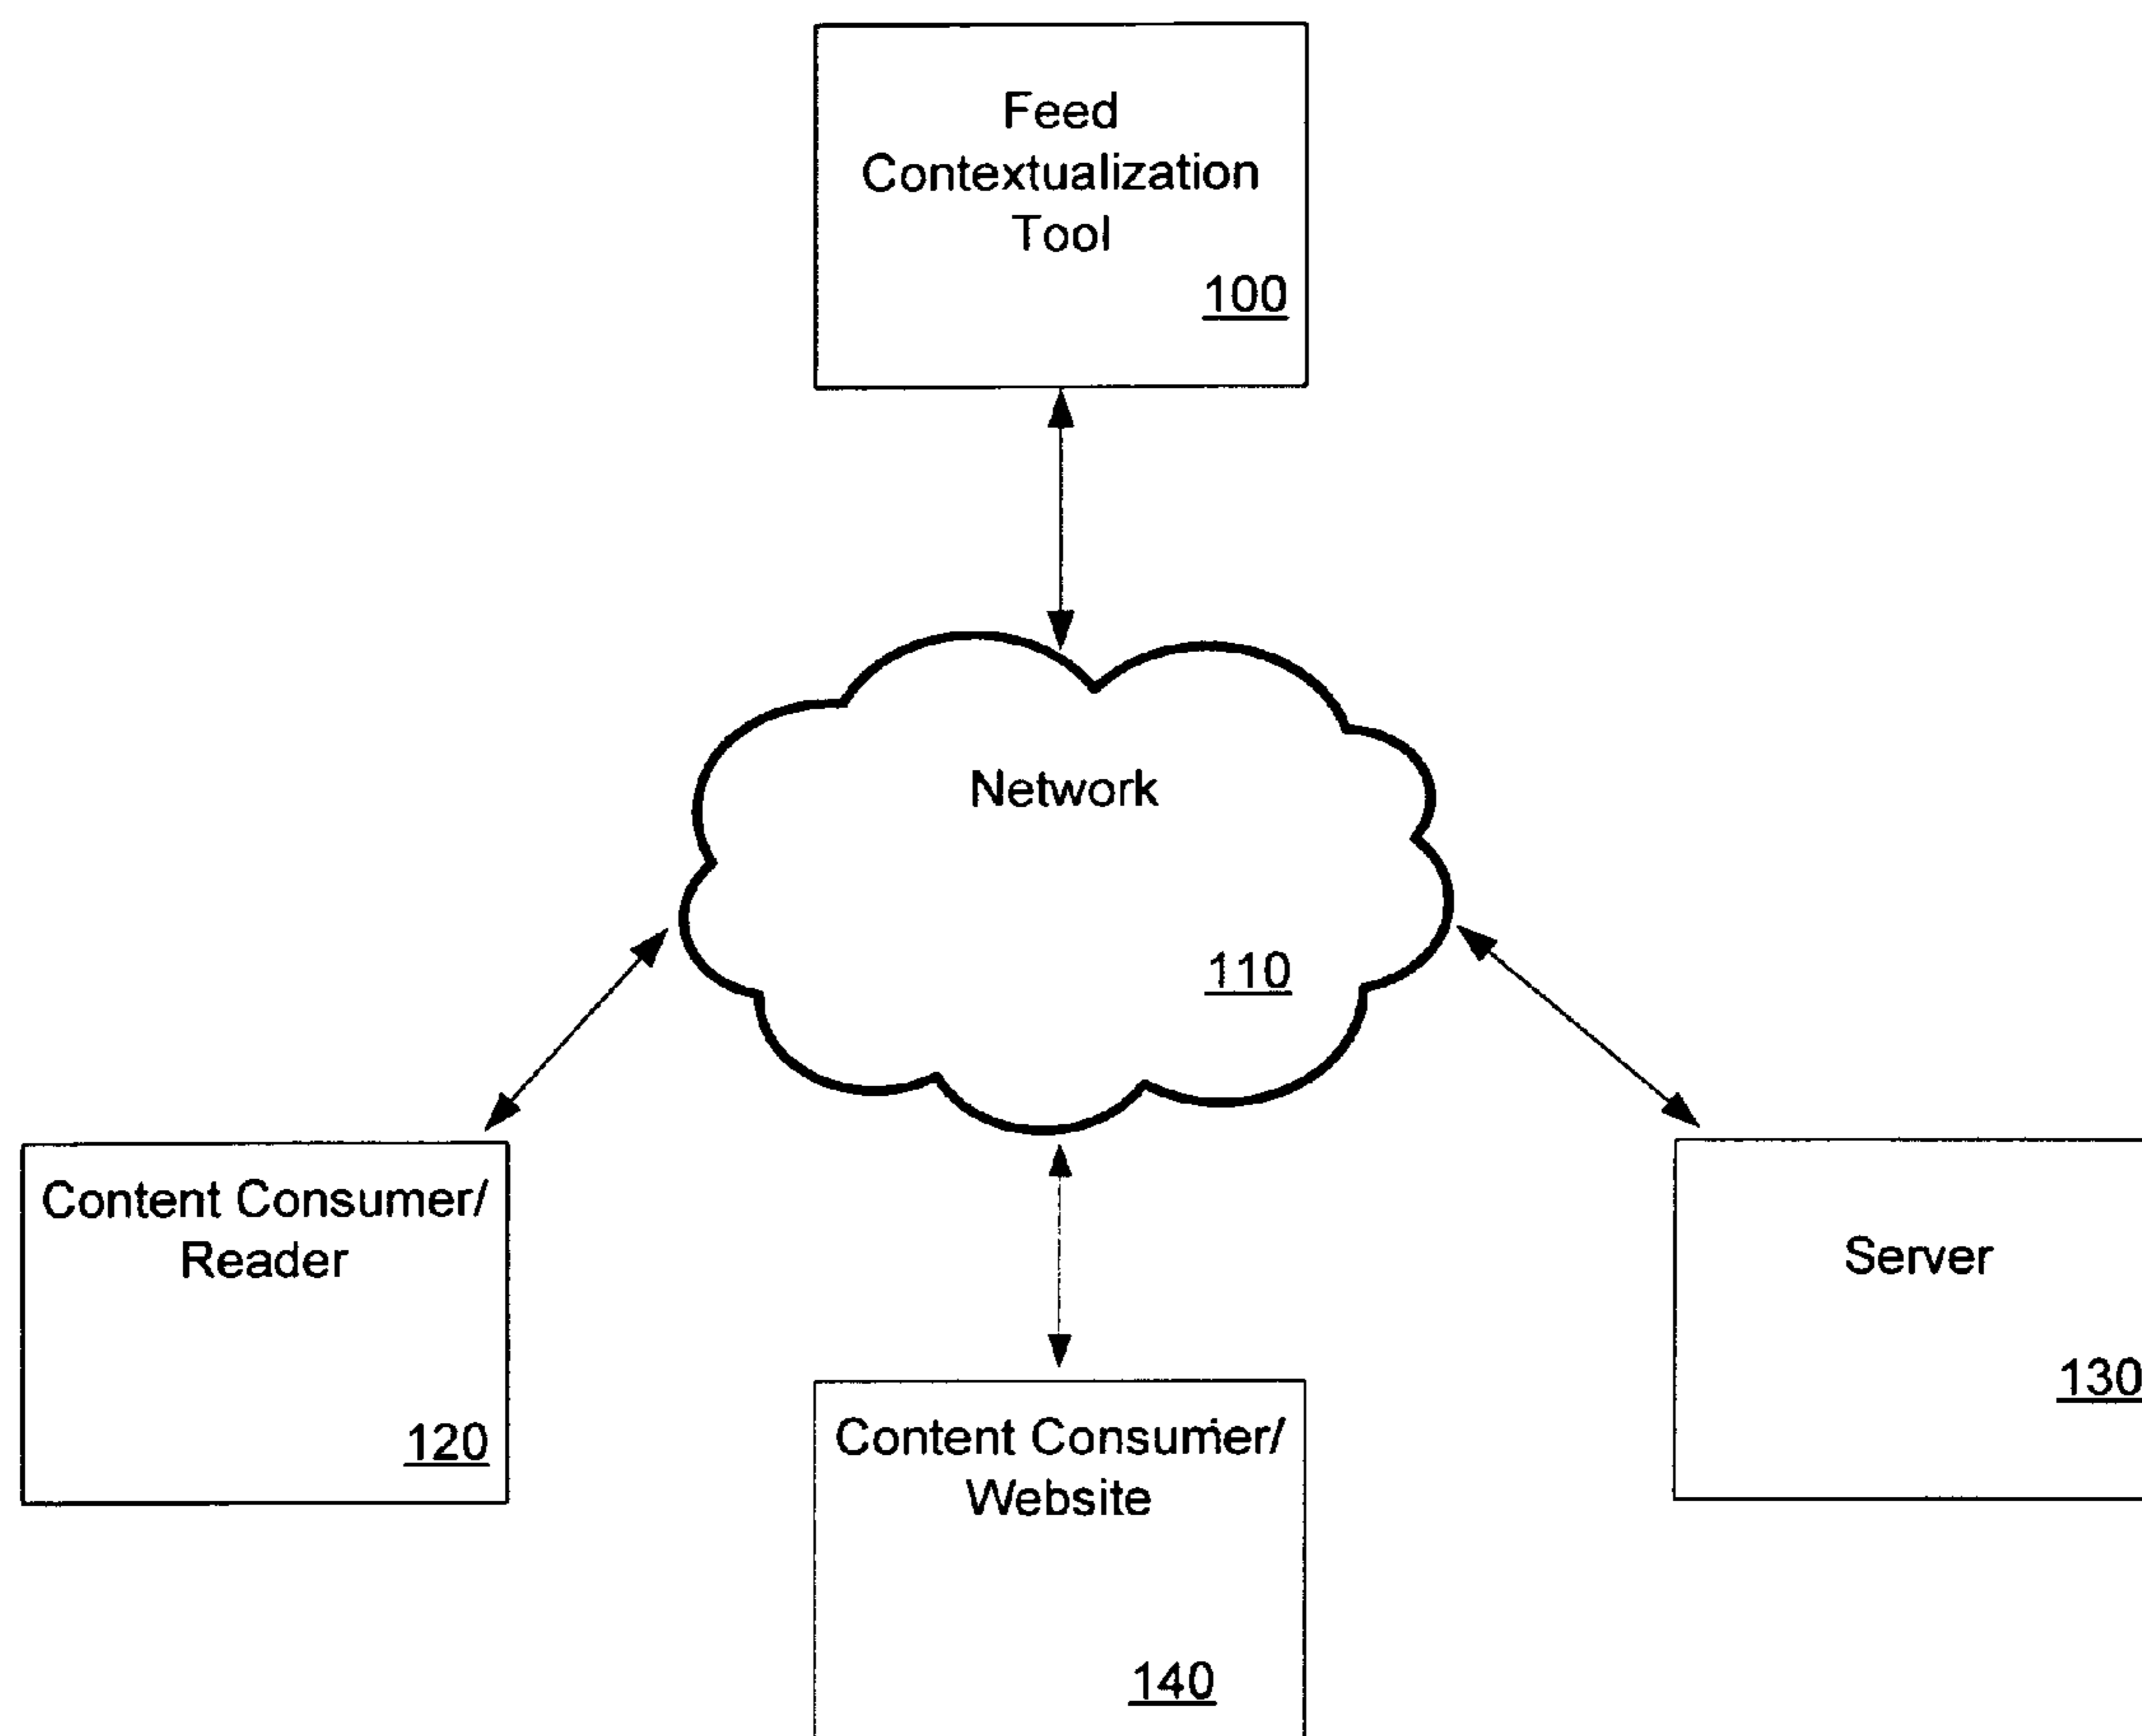 Feed
Contextualization
Tool
100
Network
110
Content Consumer/
Reader
120
Server
130
Content Consumer/
Website
140